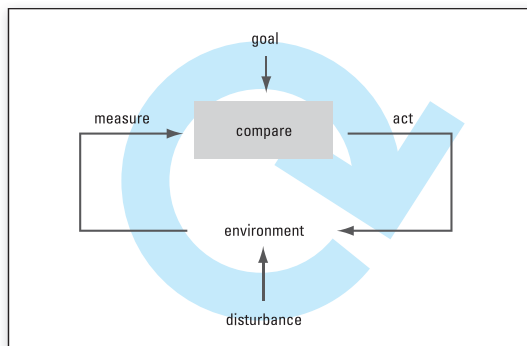 goal
measure
act
compare
environment
disturbance